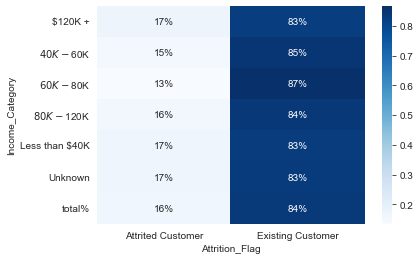 $120K +
17%
83%
40K − 60K
15%
85%
60K − 80K
13%
87%
80K − 120K
16%
84%
Less than $40K
17%
83%
Unknown
17%
83%
total%
16%
84%
Attrited Customer
Existing Customer
Attrition_Flag
Income_Category
0.8
0.7
0.6
0.5
0.4
0.3
0.2